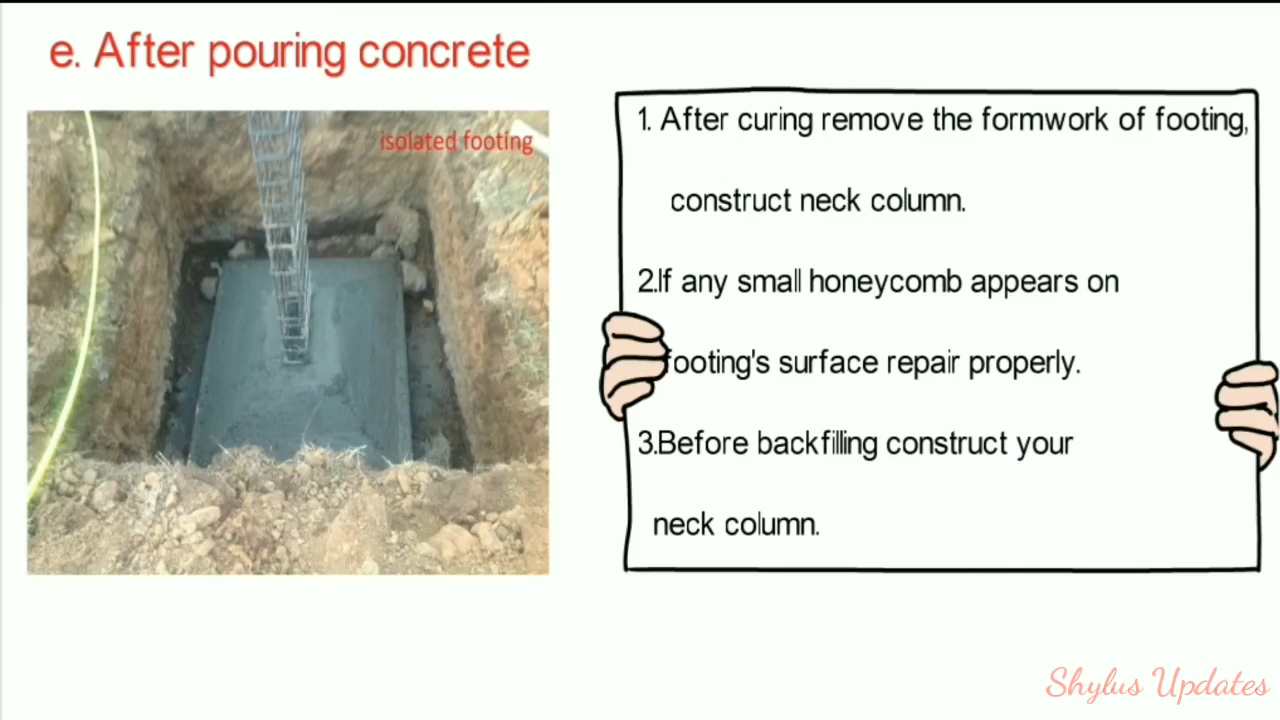 e. After pouring concrete
isolated footing
1. After curing remove the formwork of footing,
construct neck column.
2.If any small honeycomb appears on
footing's surface repair properly.
3.Before backfilling construct your
neck column.
Shylus Updates